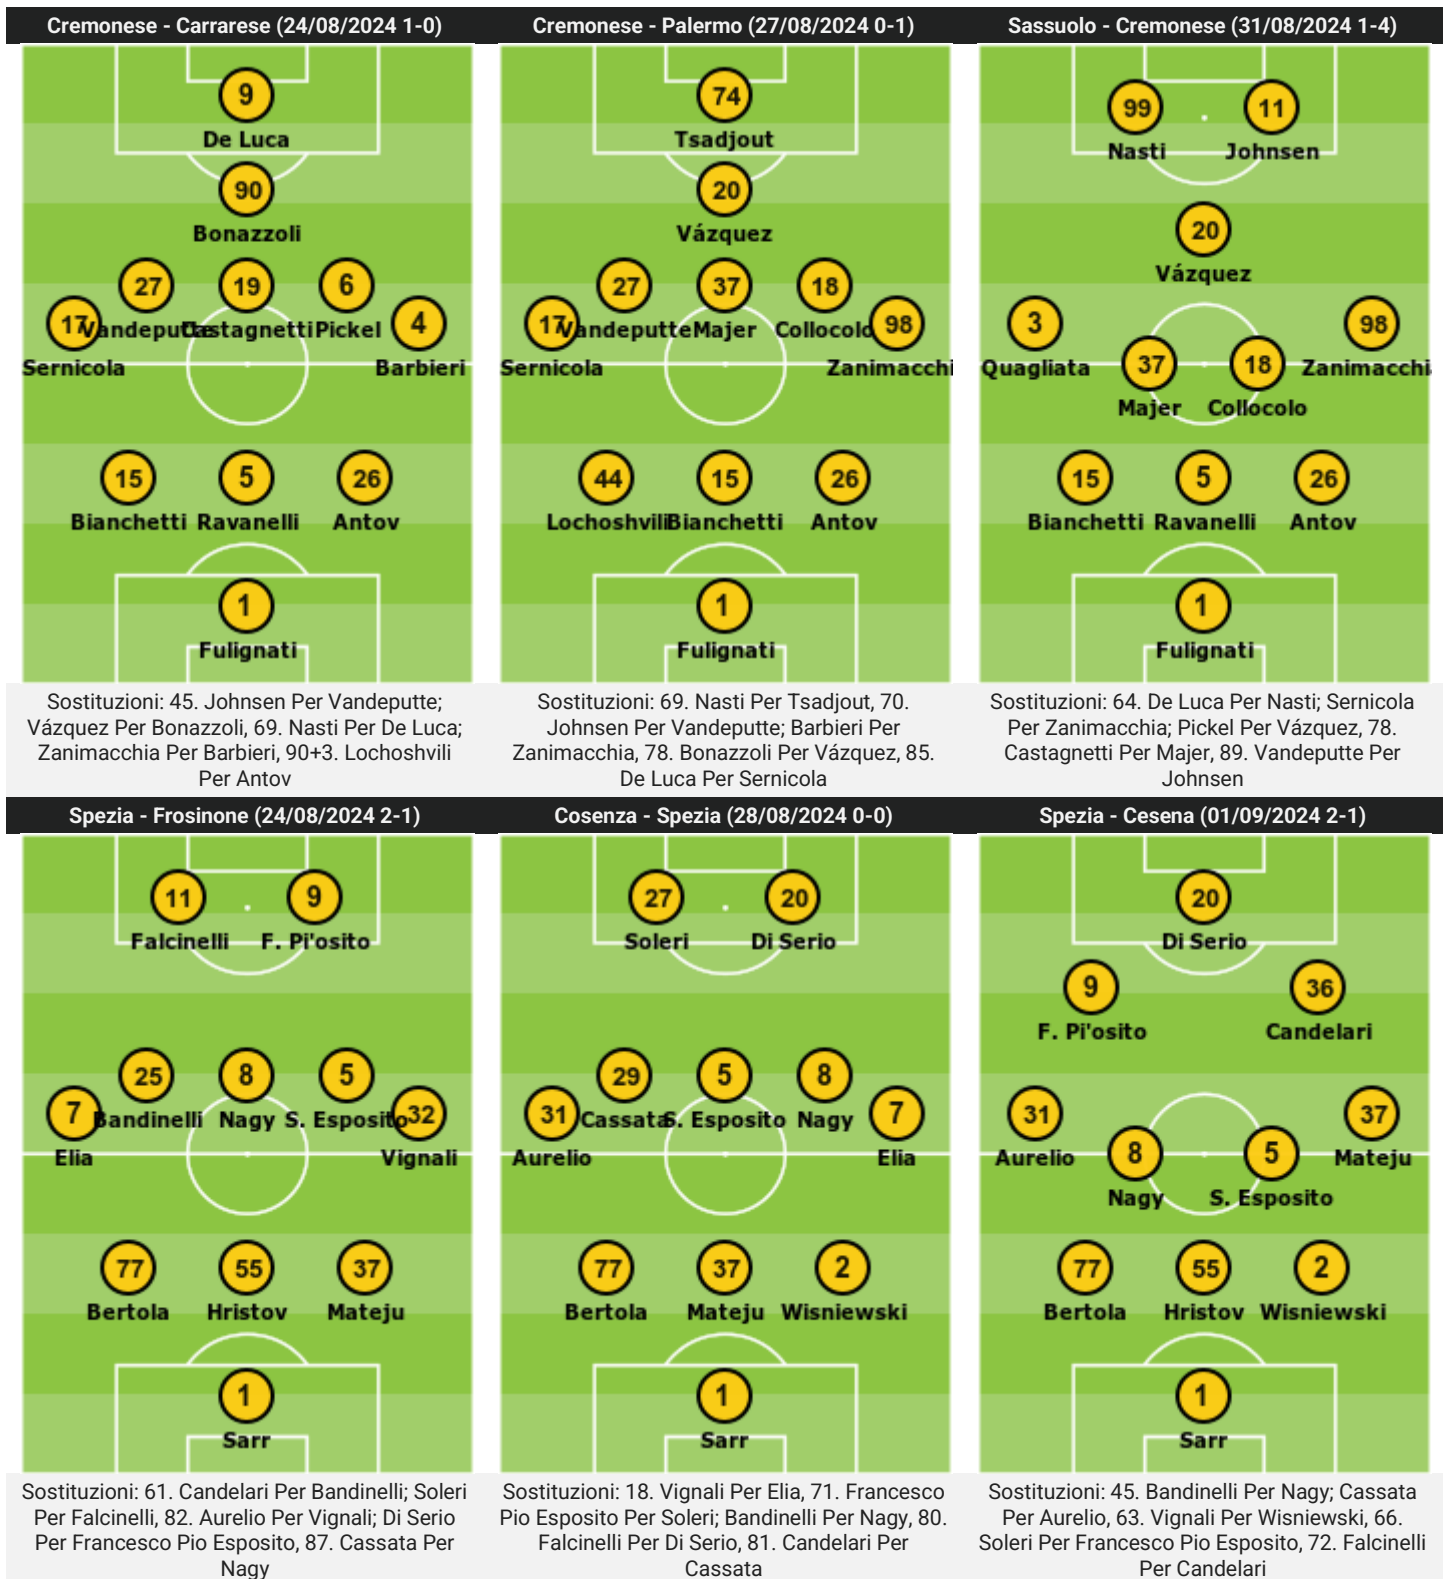 Cremonese - Carrarese (24/08/2024 1-0)
9
De Luca
90
Bonazzoli
27 19 6
17 4
Vandeputte Castagnetti Pickel
Sernicola Barbieri
15 5 26
Bianchetti Ravanelli Antov
1
Fulignati
Sostituzioni: 45. Johnsen Per Vandeputte;
Vázquez Per Bonazzoli, 69. Nasti Per De Luca;
Zanimacchia Per Barbieri, 90+3. Lochoshvili
Per Antov
Cremonese - Palermo (27/08/2024 0-1)
74
Tsadjout
20
Vázquez
27 37 18
17 98
Vandeputte Majer Collocolo
Sernicola Zanimacchi
44 15 26
Lochoshvili Bianchetti Antov
1
Fulignati
Sostituzioni: 69. Nasti Per Tsadjout, 70.
Johnsen Per Vandeputte; Barbieri Per
Zanimacchia, 78. Bonazzoli Per Vázquez, 85.
De Luca Per Sernicola
Sassuolo - Cremonese (31/08/2024 1-4)
99 11
Nasti Johnsen
20
Vázquez
3 98
37 18
Quagliata Zanimacchia
Majer Collocolo
15 5 26
Bianchetti Ravanelli Antov
1
Fulignati
Sostituzioni: 64. De Luca Per Nasti; Sernicola
Per Zanimacchia; Pickel Per Vázquez, 78.
Castagnetti Per Majer, 89. Vandeputte Per
Johnsen
Spezia - Frosinone (24/08/2024 2-1)
11 9
Falcinelli F. Pi'osito
25 8 5
7 32
Bandinelli Nagy S. Esposito
Elia Vignali
77 55 37
Bertola Hristov Mateju
1
Sarr
Sostituzioni: 61. Candelari Per Bandinelli; Soleri
Per Falcinelli, 82. Aurelio Per Vignali; Di Serio
Per Francesco Pio Esposito, 87. Cassata Per
Nagy
Cosenza - Spezia (28/08/2024 0-0)
27 20
Soleri Di Serio
29 5 8
31 7
Cassata S. Esposito Nagy
Aurelio Elia
77 37 2
Bertola Mateju Wisniewski
1
Sarr
Sostituzioni: 18. Vignali Per Elia, 71. Francesco
Pio Esposito Per Soleri; Bandinelli Per Nagy, 80.
Falcinelli Per Di Serio, 81. Candelari Per
Cassata
Spezia - Cesena (01/09/2024 2-1)
20
Di Serio
9 36
F. Pi'osito Candelari
31 37
8 5
Aurelio Mateju
Nagy S. Esposito
77 55 2
Bertola Hristov Wisniewski
1
Sarr
Sostituzioni: 45. Bandinelli Per Nagy; Cassata
Per Aurelio, 63. Vignali Per Wisniewski, 66.
Soleri Per Francesco Pio Esposito, 72. Falcinelli
Per Candelari